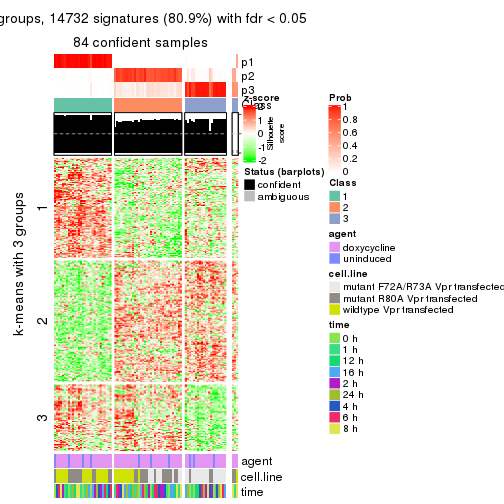 groups, 14732 signatures (80.9%) with fdr < 0.05
84 confident samples
p1
p2
p3
Class
z-score
2
1
0
-1
-2
Silhouette
score
Prob
1
0.8
0.6
0.4
0.2
0
Status (barplots)
confident
ambiguous
Class
1
2
3
agent
doxycycline
uninduced
cell.line
mutant F72A/R73A Vpr transfected
mutant R80A Vpr transfected
wildtype Vpr transfected
time
0 h
1 h
12 h
16 h
2 h
24 h
4 h
6 h
8 h
k-means with 3 groups
1
2
3
agent
cell.line
time